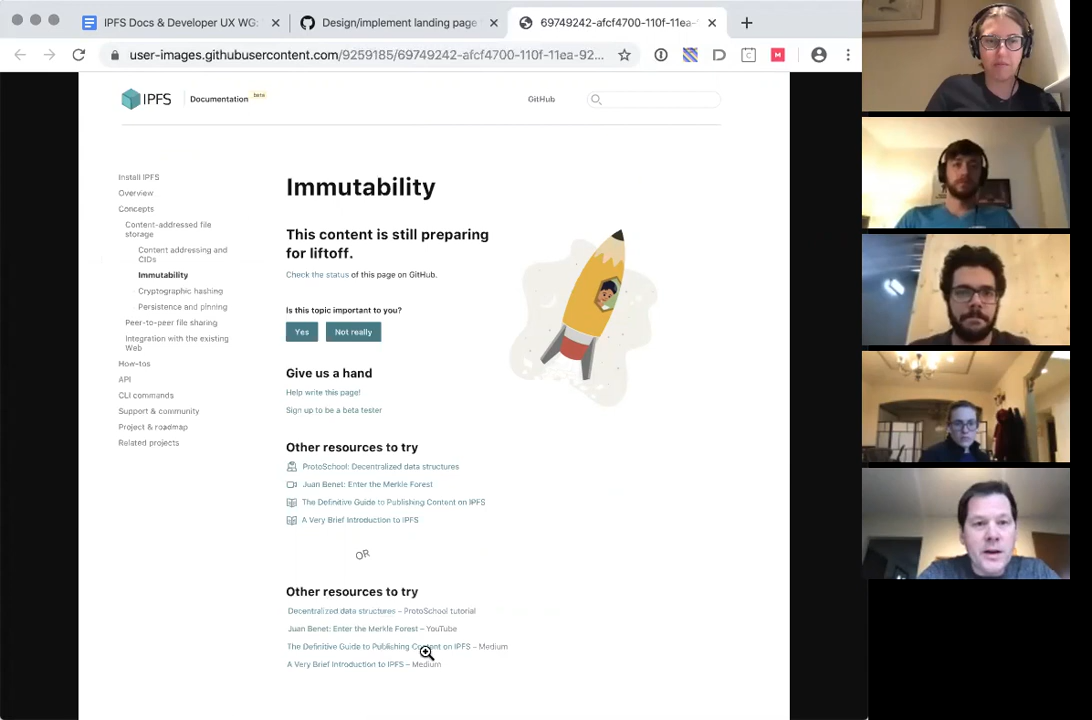 IPFS Docs & Developer UX WG:
Design/implement landing page
69749242-afcf4700-110f-11ea-
user-images.githubusercontent.com/9259185/69749242-afcf4700-110f-11ea-92...
IPFS Documentation beta
GitHub
Install IPFS
Overview
Concepts
Content-addressed file
storage
Content addressing and
CIDs
Immutability
Cryptographic hashing
Persistence and pinning
Peer-to-peer file sharing
Integration with the existing
Web
How-tos
API
CLI commands
Support & community
Project & roadmap
Related projects
Immutability
This content is still preparing
for liftoff.
Check the status of this page on GitHub.
Is this topic important to you?
Yes
Not really
Give us a hand
Help write this page!
Sign up to be a beta tester
Other resources to try
ProtoSchool: Decentralized data structures
Juan Benet: Enter the Merkle Forest
The Definitive Guide to Publishing Content on IPFS
A Very Brief Introduction to IPFS
OR
Other resources to try
Decentralized data structures – ProtoSchool tutorial
Juan Benet: Enter the Merkle Forest – YouTube
The Definitive Guide to Publishing Content on IPFS – Medium
A Very Brief Introduction to IPFS – Medium